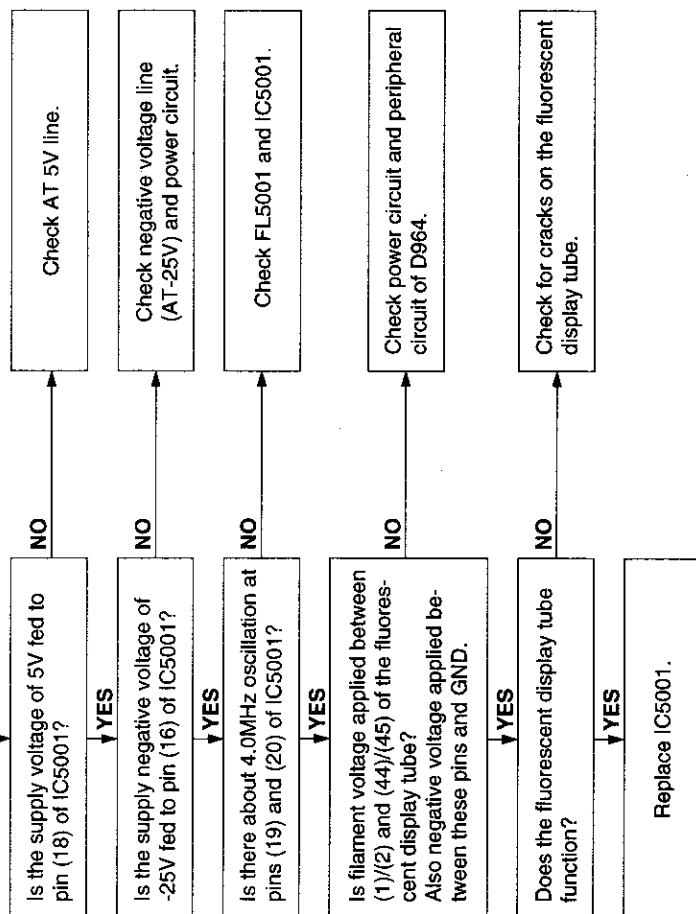 Is the supply voltage of 5V fed to
pin (18) of IC5001?
NO
Check AT 5V line.
YES
Is the supply negative voltage of
-25V fed to pin (16) of IC5001?
NO
Check negative voltage line
(AT-25V) and power circuit.
YES
Is there about 4.0MHz oscillation at
pins (19) and (20) of IC5001?
NO
Check FL5001 and IC5001.
YES
Is filament voltage applied between
(1)/(2) and (44)/(45) of the fluores-
cent display tube?
Also negative voltage applied be-
tween these pins and GND.
NO
Check power circuit and peripheral
circuit of D964.
YES
Does the fluorescent display tube
function?
NO
Check for cracks on the fluorescent
display tube.
YES
Replace IC5001.